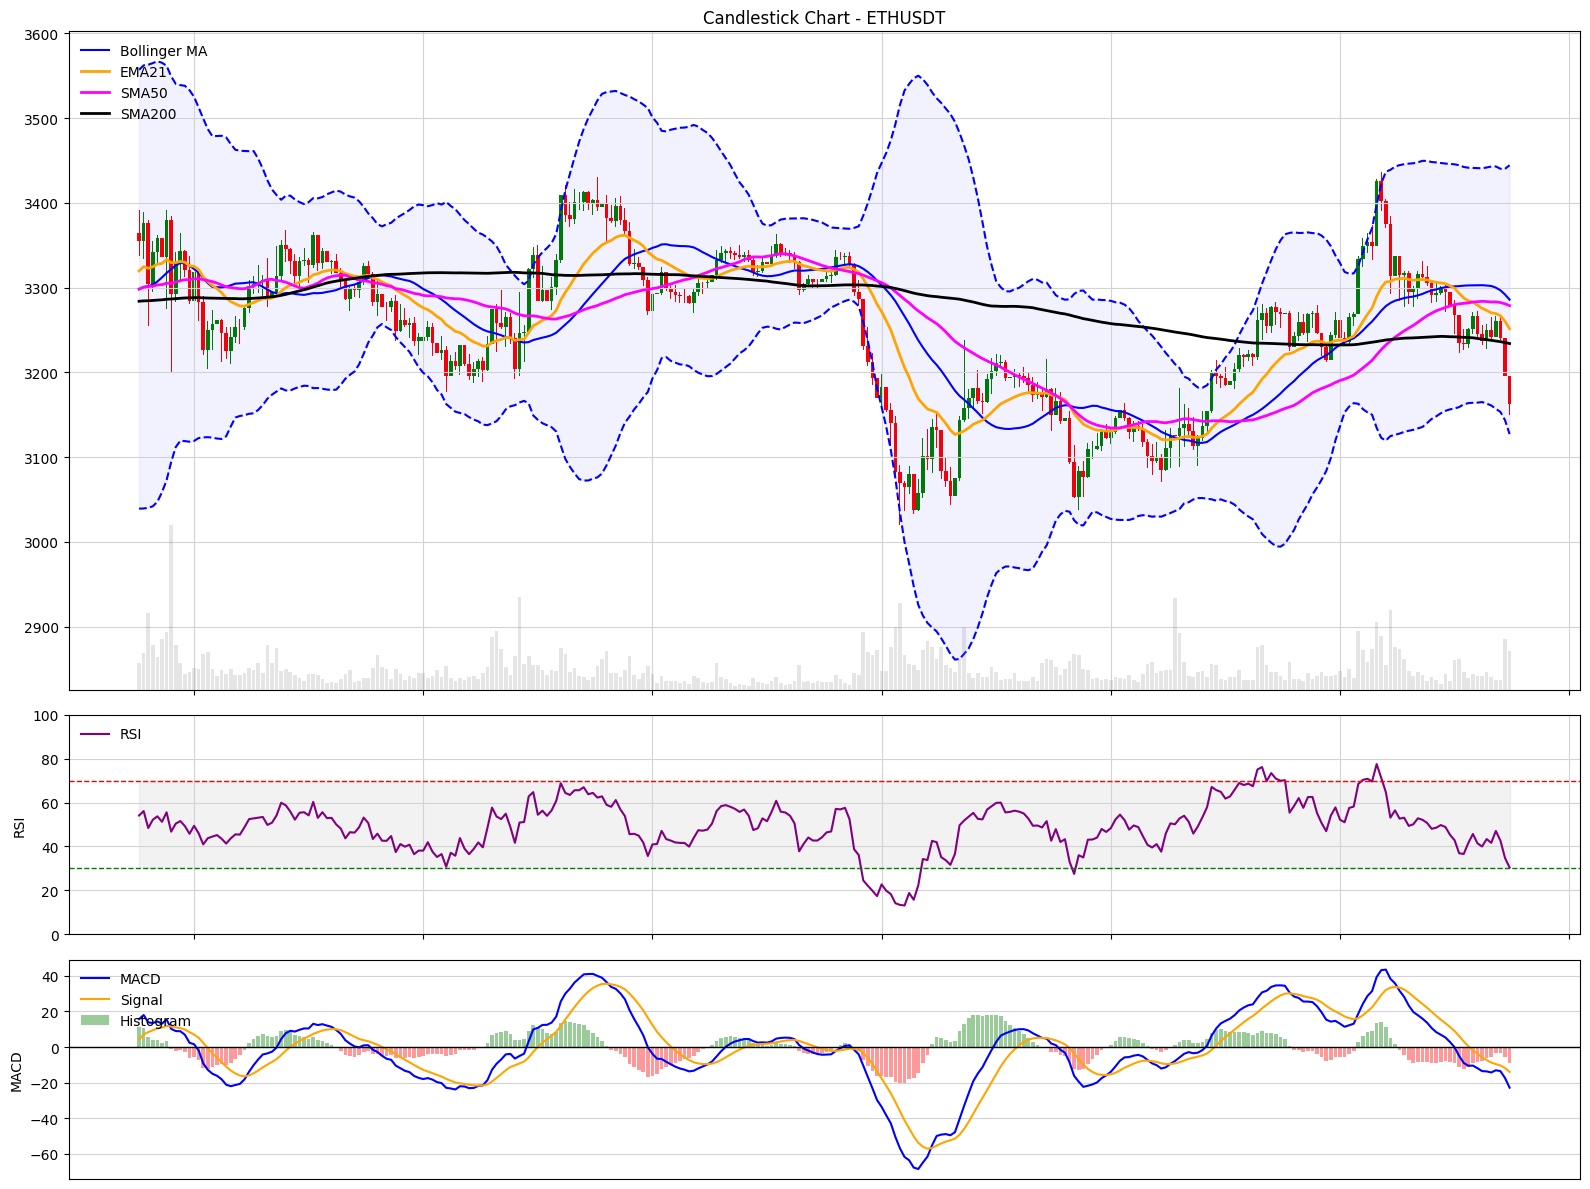 Candlestick Chart - ETHUSDT
3600
3500
3400
3300
3200
3100
3000
2900
Bollinger MA
EMA21
SMA50
SMA200
100
80
60
40
20
0
RSI
RSI
40
20
0
−20
−40
−60
MACD
MACD
Signal
Histogram